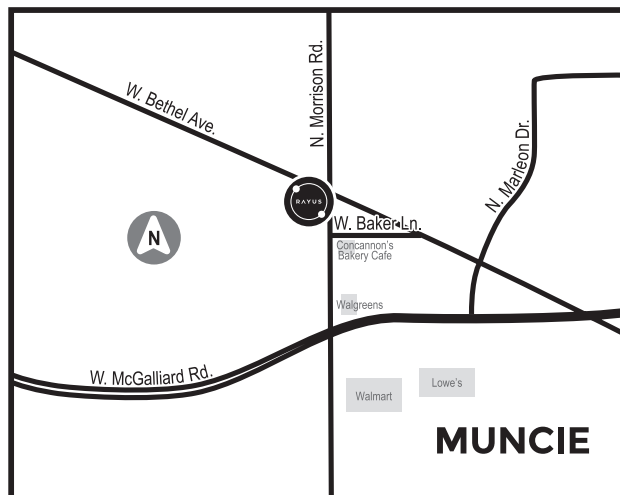 N. Morrison Rd.
W. Bethel Ave.
N. Marleon Dr.
RAYUS
W. Baker Ln.
N
Concannon's
Bakery Cafe
Walgreens
W. McGalliard Rd.
Lowe's
Walmart
MUNCIE